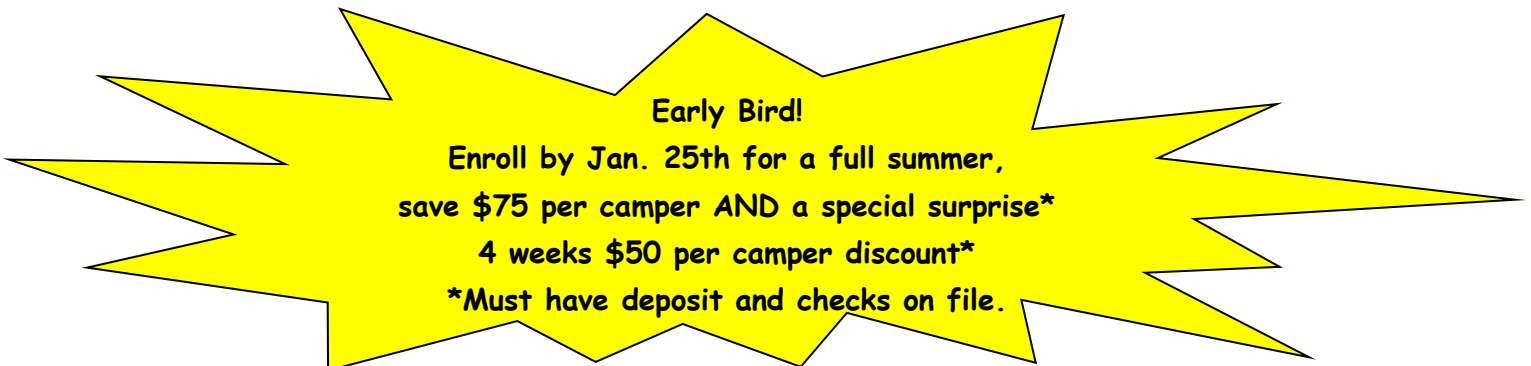 Early Bird!
Enroll by Jan. 25th for a full summer,
save $75 per camper AND a special surprise*
4 weeks $50 per camper discount*
*Must have deposit and checks on file.